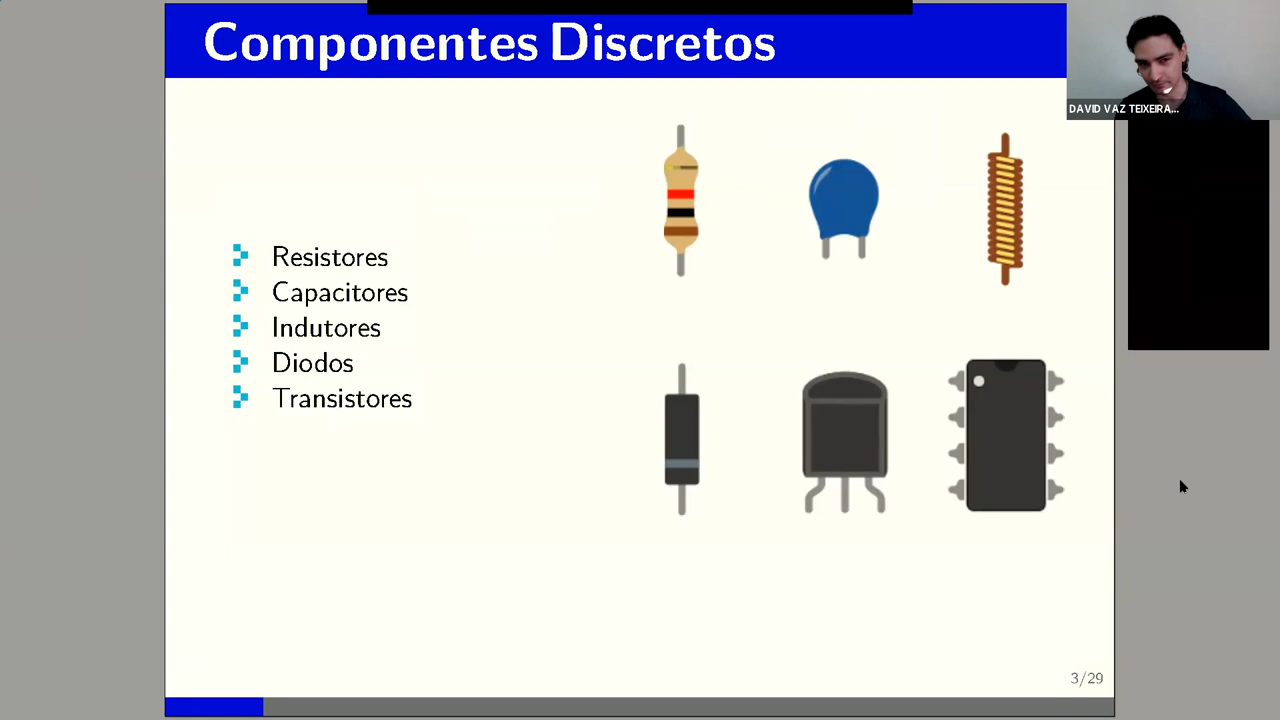 Componentes Discretos
DAVID VAZ TEIXEIRA...
Resistores
Capacitores
Indutores
Diodos
Transistores
3/29